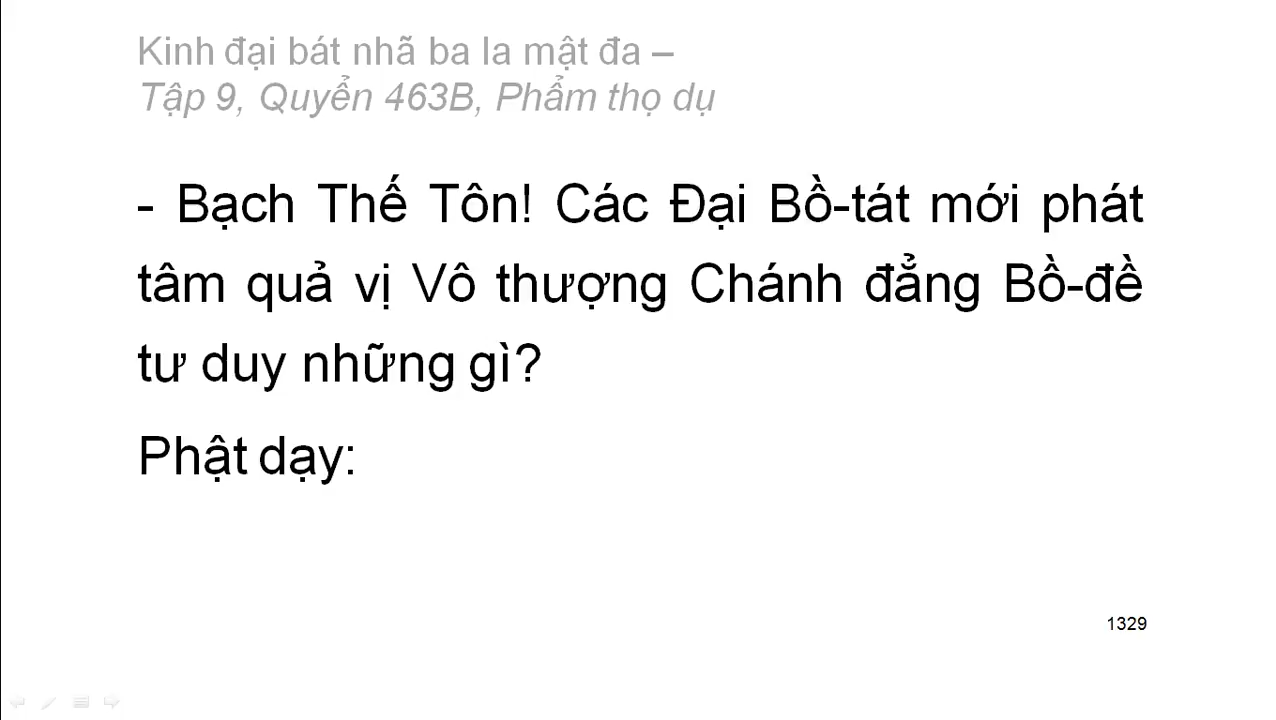 Kinh đại bát nhã ba la mật đa –
Tập 9, Quyển 463B, Phẩm thọ dụ
- Bạch Thế Tôn! Các Đại Bồ-tát mới phát
tâm quả vị Vô thượng Chánh đẳng Bồ-đề
tư duy những gì?
Phật dạy:
1329